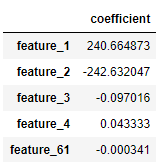 coefficient
feature_1 240.664873
feature_2 -242.632047
feature_3 -0.097016
feature_4 0.043333
feature_61 -0.000341